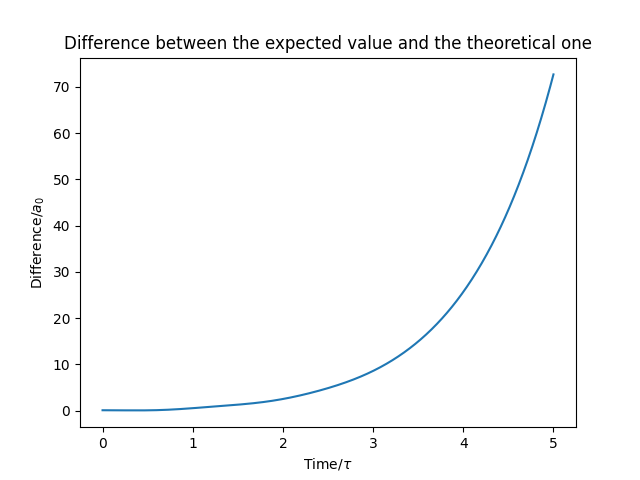 Difference between the expected value and the theoretical one
70
60
50
40
30
20
10
0
Difference/a₀
0 1 2 3 4 5
Time/τ